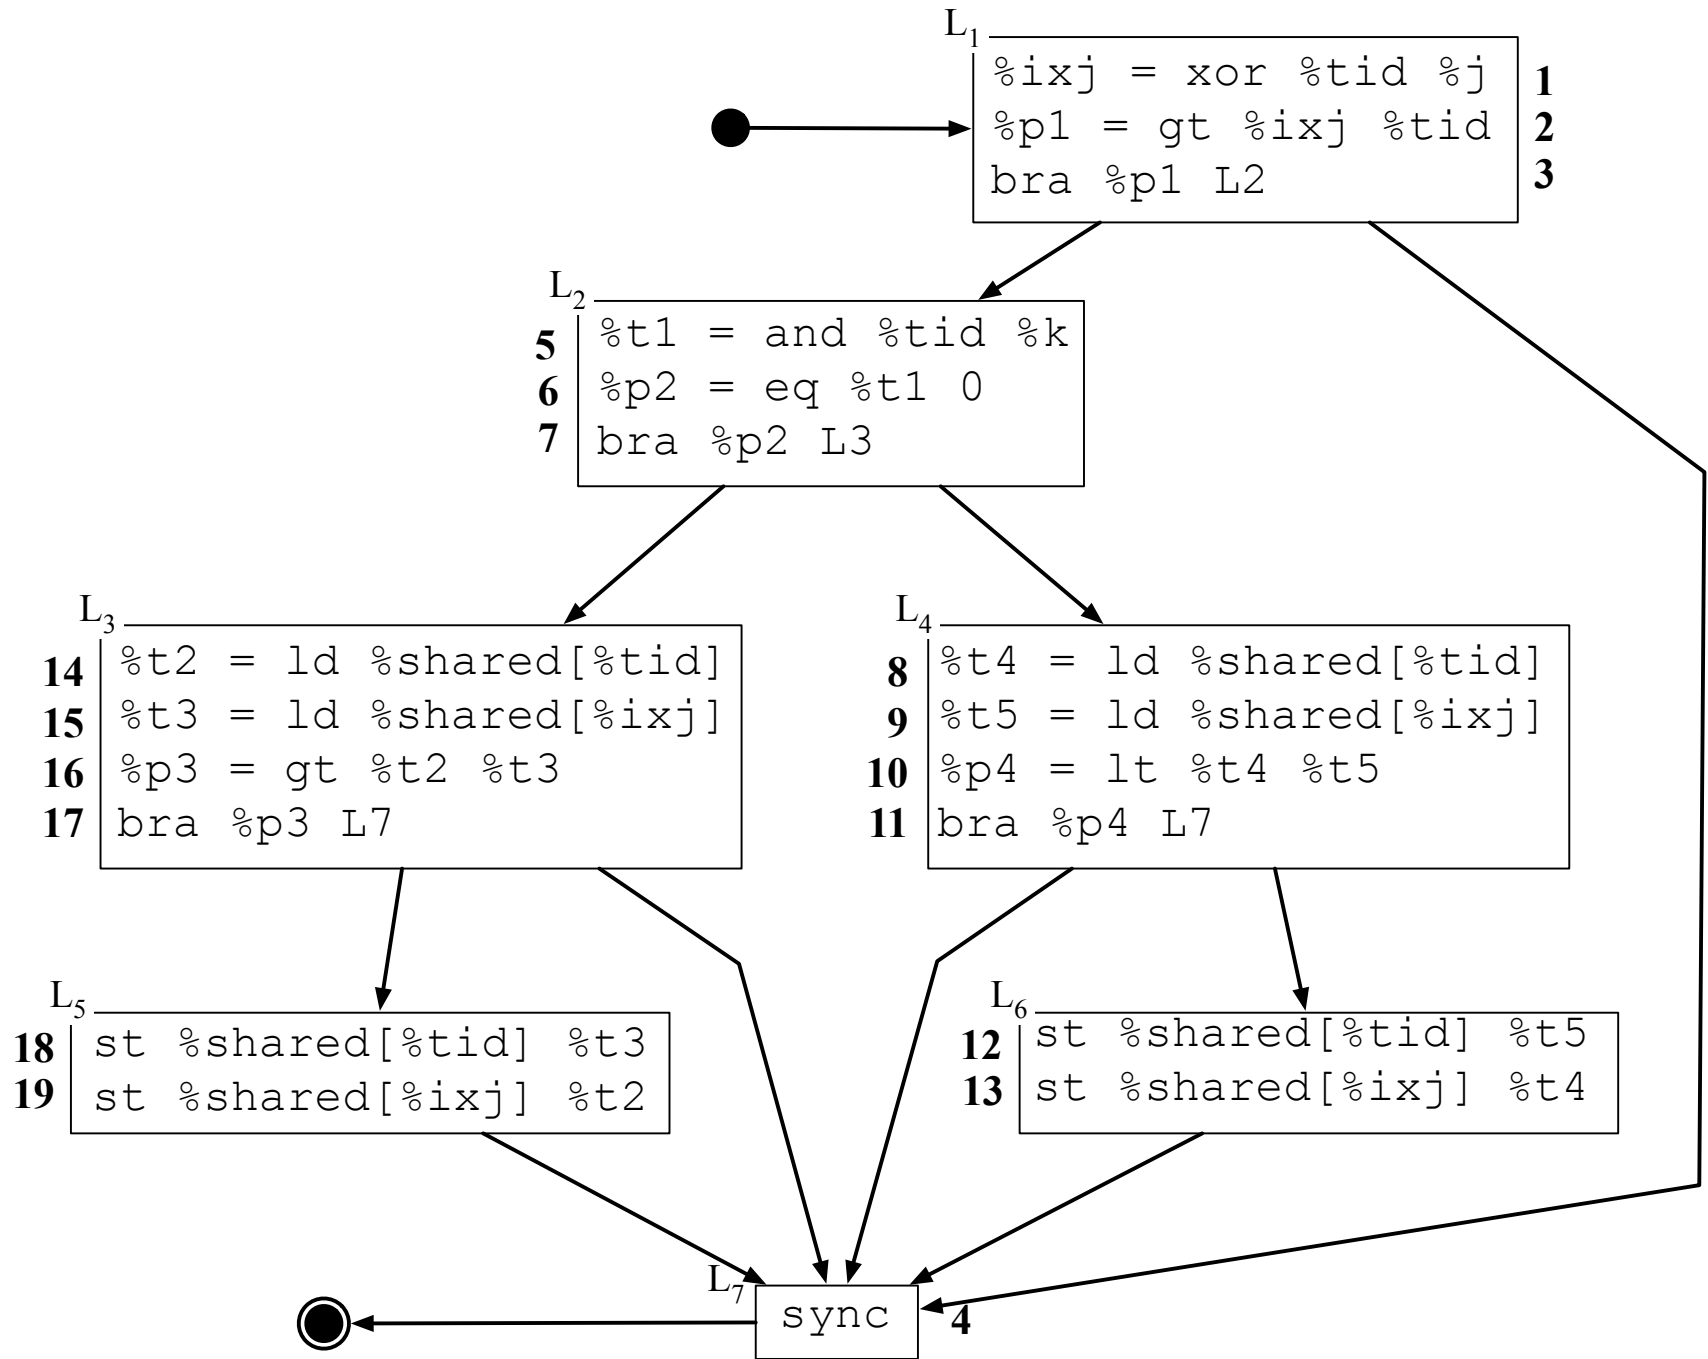 L1
%ixj = xor %tid %j 1
%p1 = gt %ixj %tid 2
bra %p1 L2 3
L2
5 %t1 = and %tid %k
6 %p2 = eq %t1 0
7 bra %p2 L3
L3
14 %t2 = ld %shared[%tid]
15 %t3 = ld %shared[%ixj]
16 %p3 = gt %t2 %t3
17 bra %p3 L7
L4
8 %t4 = ld %shared[%tid]
9 %t5 = ld %shared[%ixj]
10 %p4 = lt %t4 %t5
11 bra %p4 L7
L5
18 st %shared[%tid] %t3
19 st %shared[%ixj] %t2
L6
12 st %shared[%tid] %t5
13 st %shared[%ixj] %t4
L7
sync 4